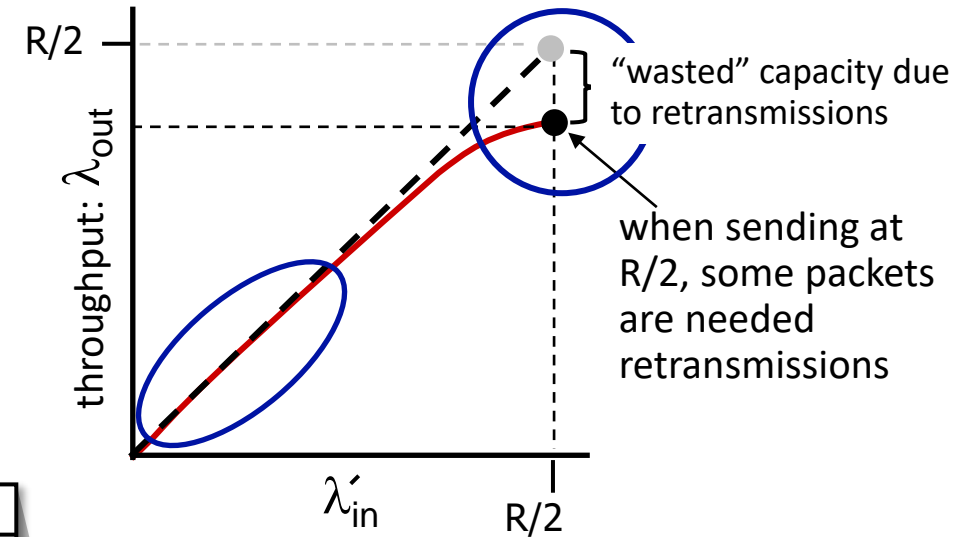 R/2
“wasted” capacity due
to retransmissions
throughput: λout
when sending at
R/2, some packets
are needed
retransmissions
λ′in
R/2